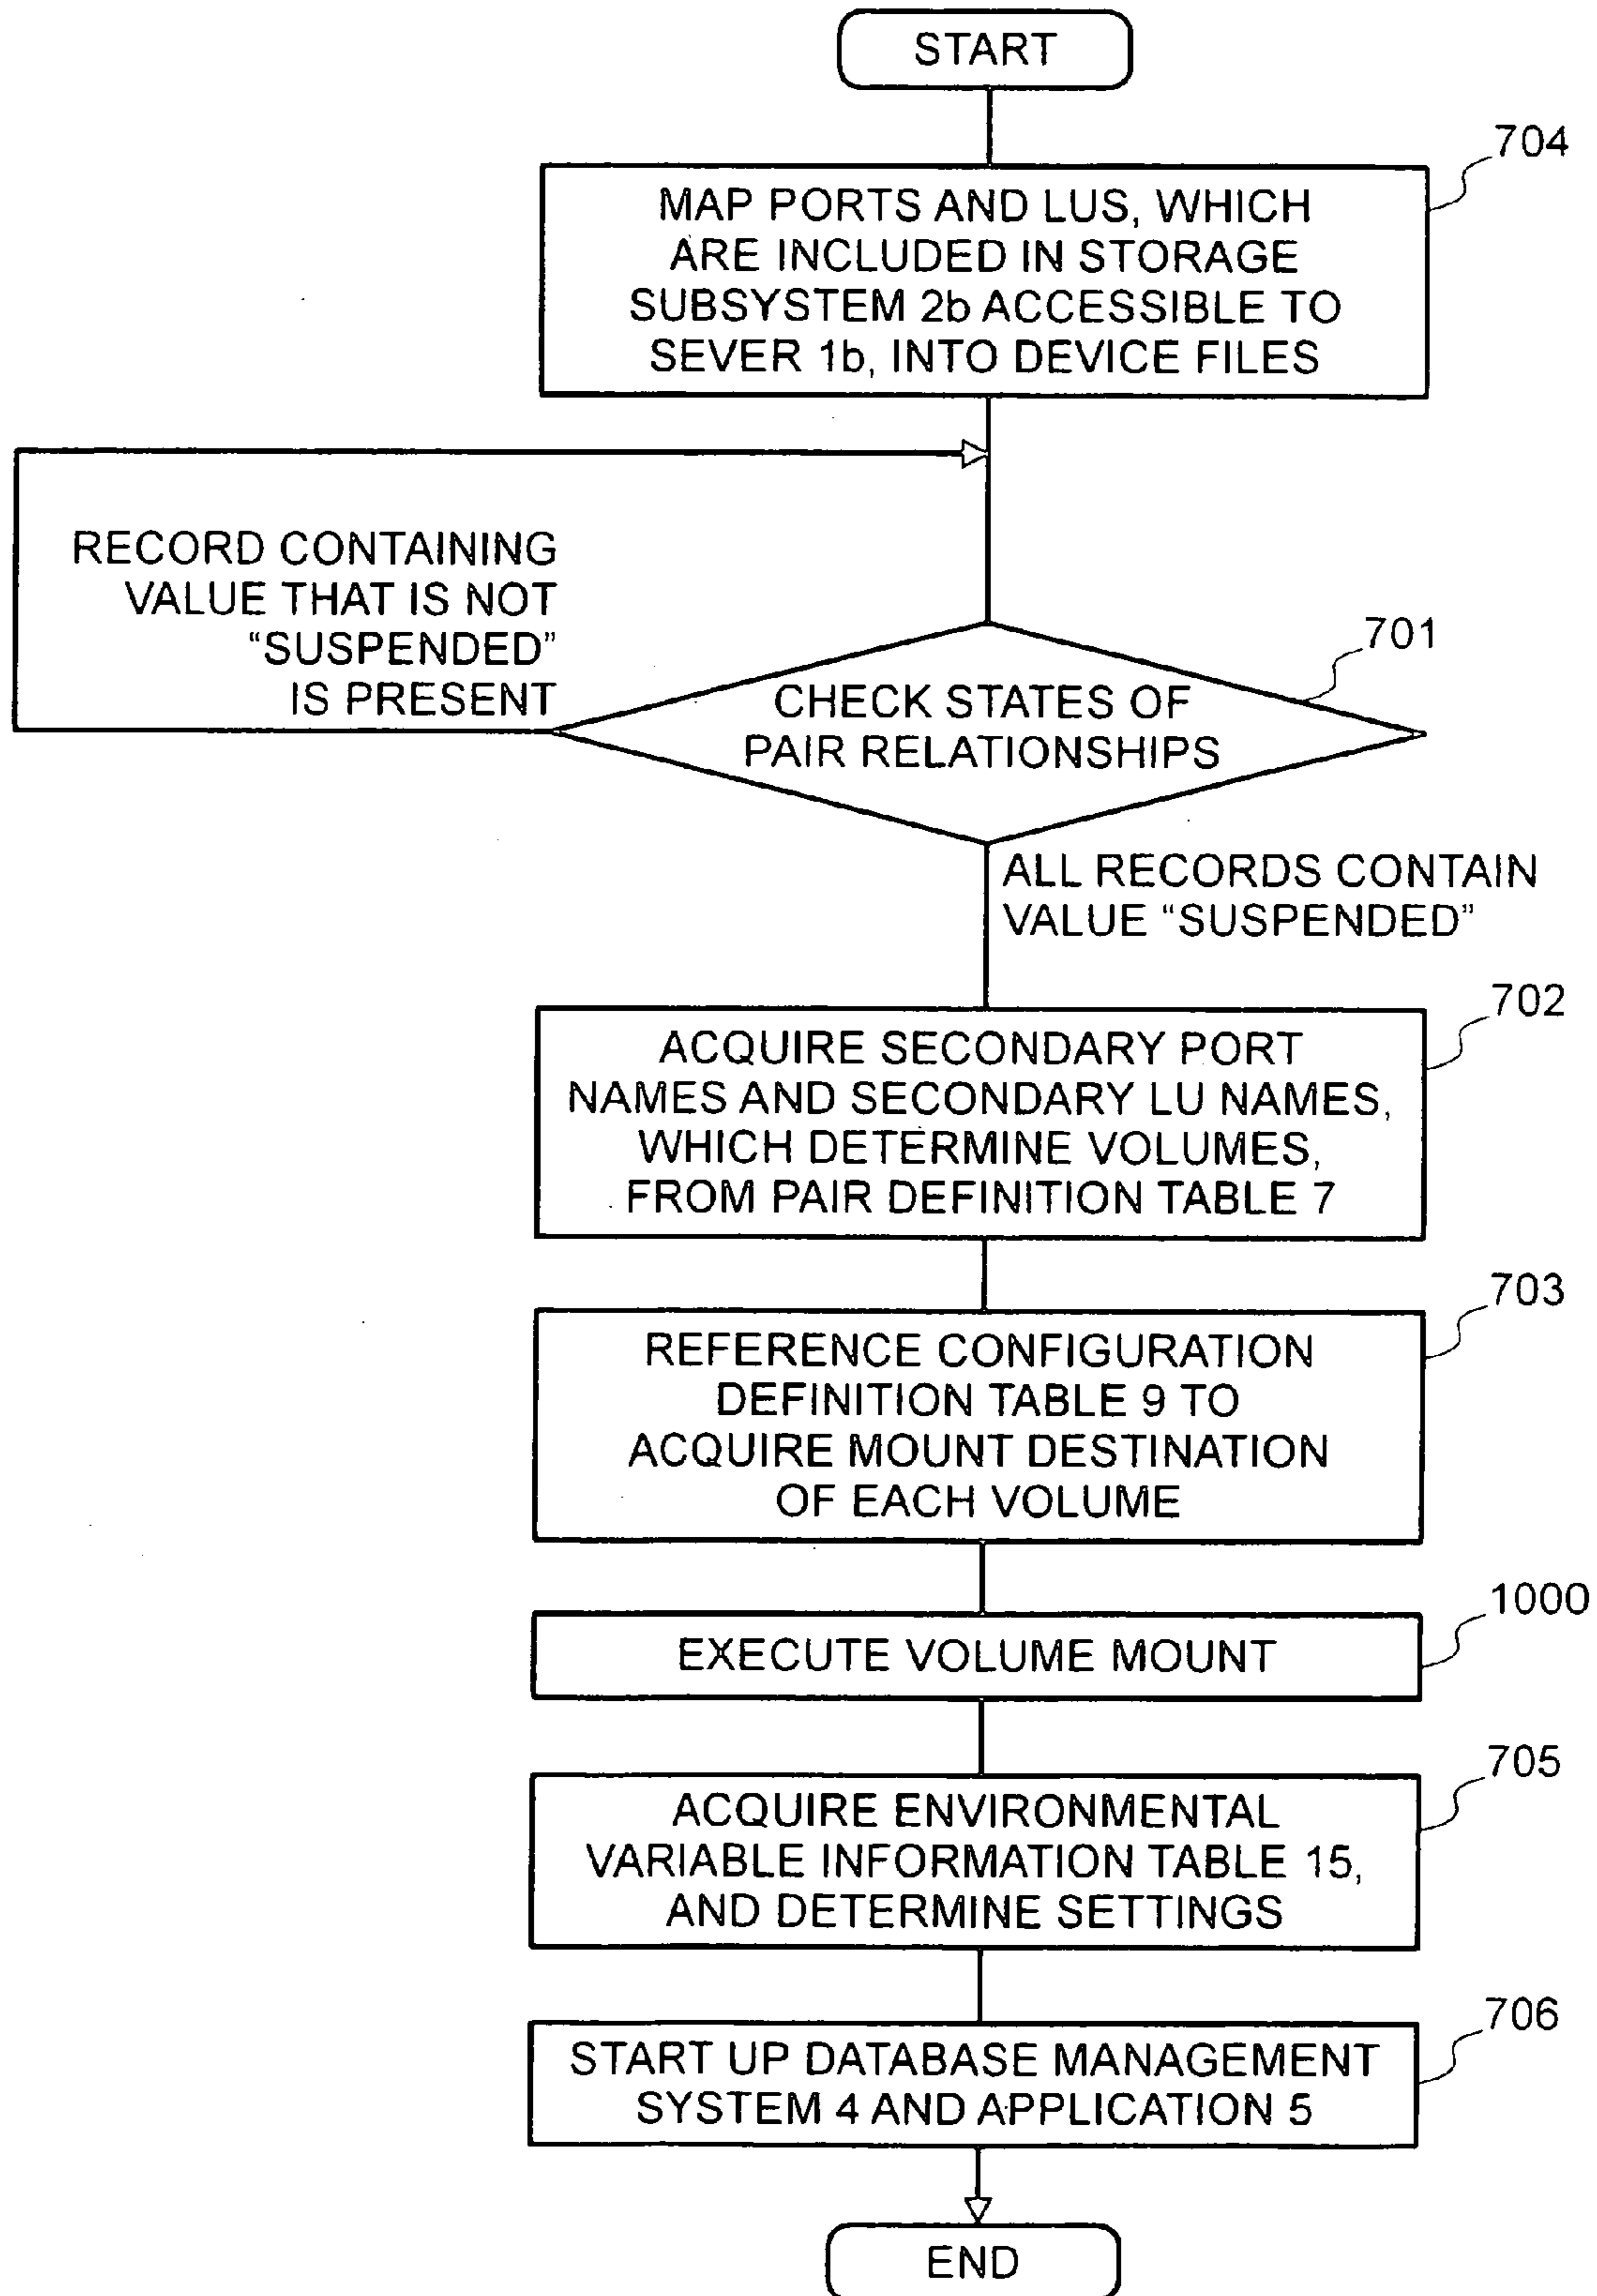 START
704
MAP PORTS AND LUS, WHICH
ARE INCLUDED IN STORAGE
SUBSYSTEM 2b ACCESSIBLE TO
SEVER 1b, INTO DEVICE FILES
RECORD CONTAINING
VALUE THAT IS NOT
“SUSPENDED”
IS PRESENT
701
CHECK STATES OF
PAIR RELATIONSHIPS
ALL RECORDS CONTAIN
VALUE “SUSPENDED”
702
ACQUIRE SECONDARY PORT
NAMES AND SECONDARY LU NAMES,
WHICH DETERMINE VOLUMES,
FROM PAIR DEFINITION TABLE 7
703
REFERENCE CONFIGURATION
DEFINITION TABLE 9 TO
ACQUIRE MOUNT DESTINATION
OF EACH VOLUME
1000
EXECUTE VOLUME MOUNT
705
ACQUIRE ENVIRONMENTAL
VARIABLE INFORMATION TABLE 15,
AND DETERMINE SETTINGS
706
START UP DATABASE MANAGEMENT
SYSTEM 4 AND APPLICATION 5
END